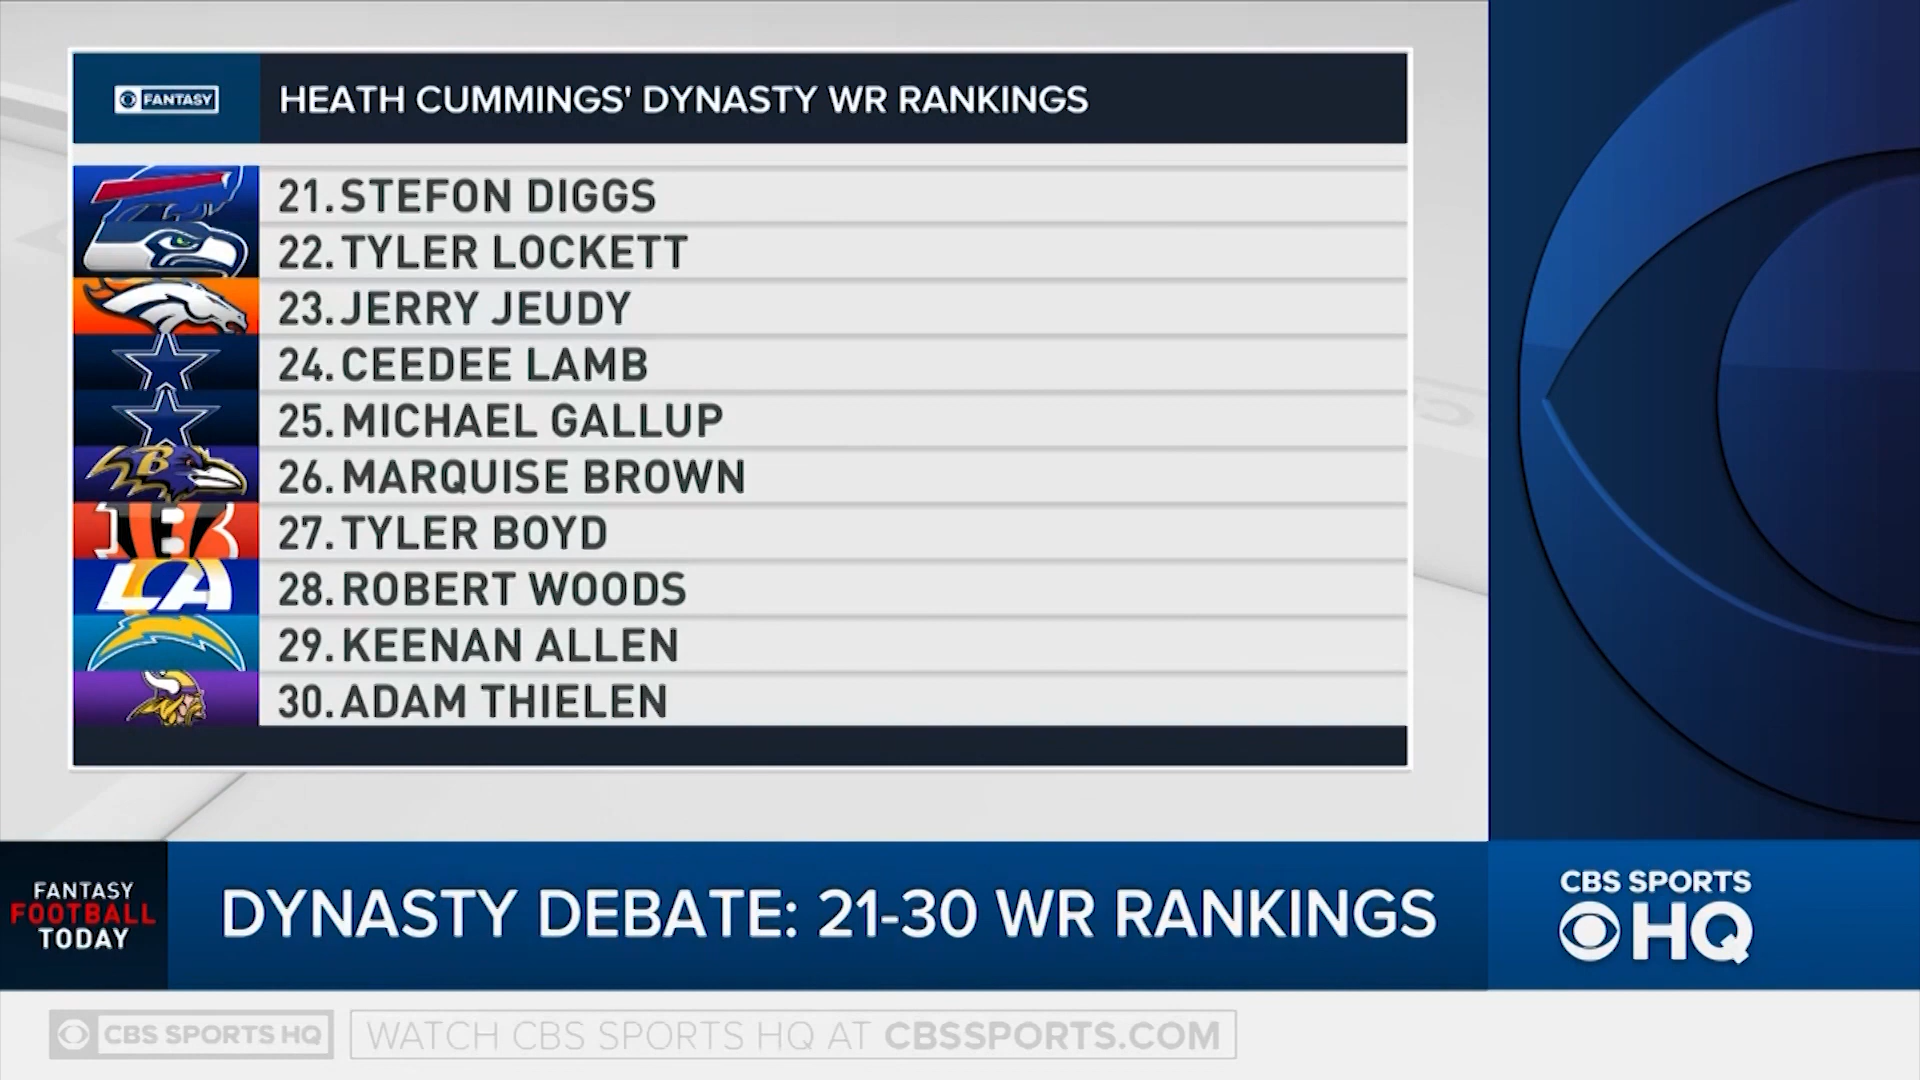 FANTASY
HEATH CUMMINGS' DYNASTY WR RANKINGS
21. STEFON DIGGS
22. TYLER LOCKETT
23. JERRY JEUDY
24. CEEDEE LAMB
25. MICHAEL GALLUP
B
26. MARQUISE BROWN
B
27. TYLER BOYD
LA
28. ROBERT WOODS
29. KEENAN ALLEN
30. ADAM THIELEN
FANTASY
FOOTBALL
TODAY
DYNASTY DEBATE: 21-30 WR RANKINGS
CBS SPORTS
HQ
CBS SPORTS HQ
WATCH CBS SPORTS HQ AT CBSSPORTS.COM